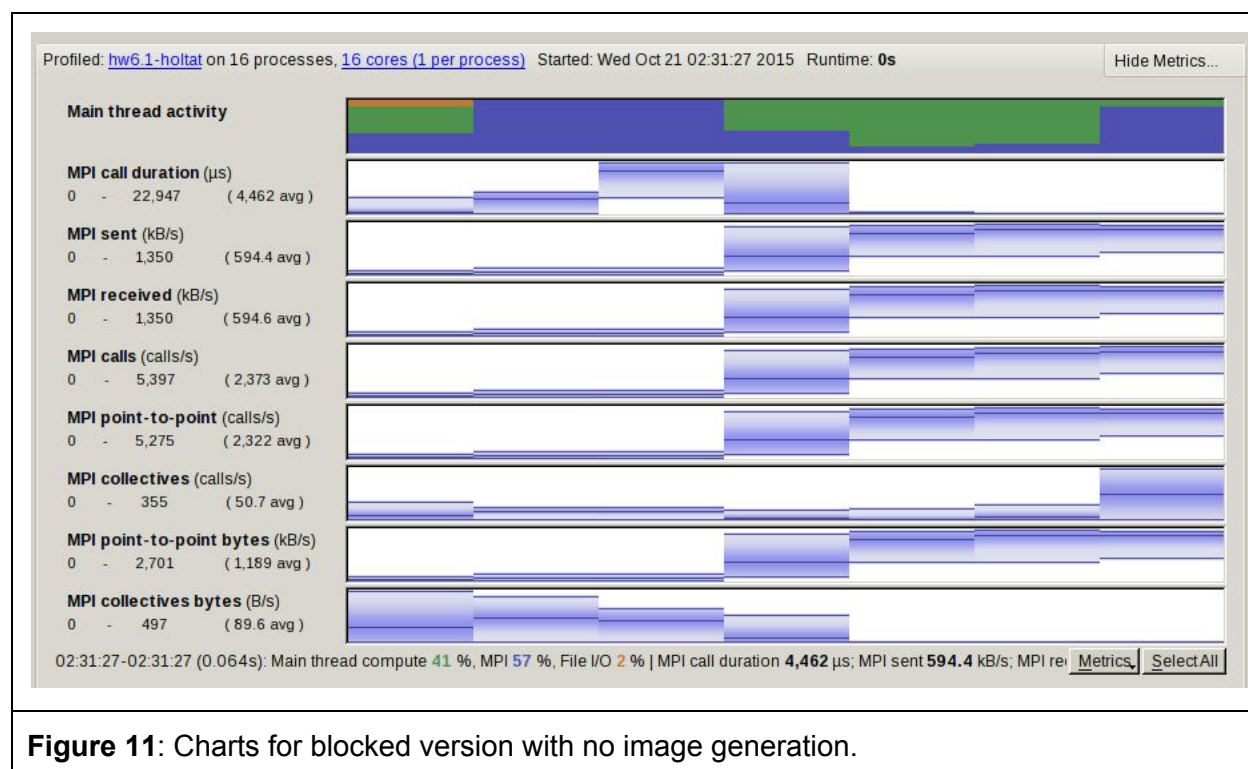 Profiled: hw6.1-holtat on 16 processes, 16 cores (1 per process) Started: Wed Oct 21 02:31:27 2015 Runtime: 0s Hide Metrics...
Main thread activity
MPI call duration (µs)
0 - 22,947 ( 4,462 avg )
MPI sent (kB/s)
0 - 1,350 ( 594.4 avg )
MPI received (kB/s)
0 - 1,350 ( 594.6 avg )
MPI calls (calls/s)
0 - 5,397 ( 2,373 avg )
MPI point-to-point (calls/s)
0 - 5,275 ( 2,322 avg )
MPI collectives (calls/s)
0 - 355 ( 50.7 avg )
MPI point-to-point bytes (kB/s)
0 - 2,701 ( 1,189 avg )
MPI collectives bytes (B/s)
0 - 497 ( 89.6 avg )
02:31:27-02:31:27 (0.064s): Main thread compute 41 %, MPI 57 %, File I/O 2 % | MPI call duration 4,462 µs; MPI sent 594.4 kB/s; MPI re Metrics Select All
Figure 11: Charts for blocked version with no image generation.